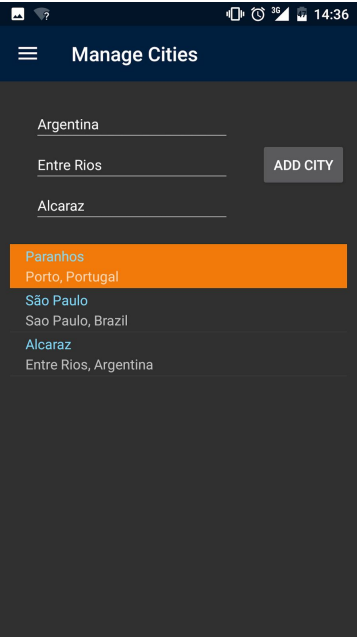 3G 14:36
Manage Cities
Argentina
Entre Rios
ADD CITY
Alcaraz
Paranhos
Porto, Portugal
São Paulo
Sao Paulo, Brazil
Alcaraz
Entre Rios, Argentina